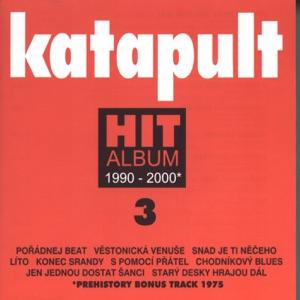 katapult
HIT
ALBUM
1990 - 2000*
3
POŘÁDNEJ BEAT VĚSTONICKÁ VENUŠE SNAD JE TI NĚČEHO
LÍTO KONEC SRANDY S POMOCÍ PŘÁTEL CHODNÍKOVÝ BLUES
JEN JEDNOU DOSTAT ŠANCI STARÝ DESKY HRAJOU DÁL
*PREHISTORY BONUS TRACK 1975